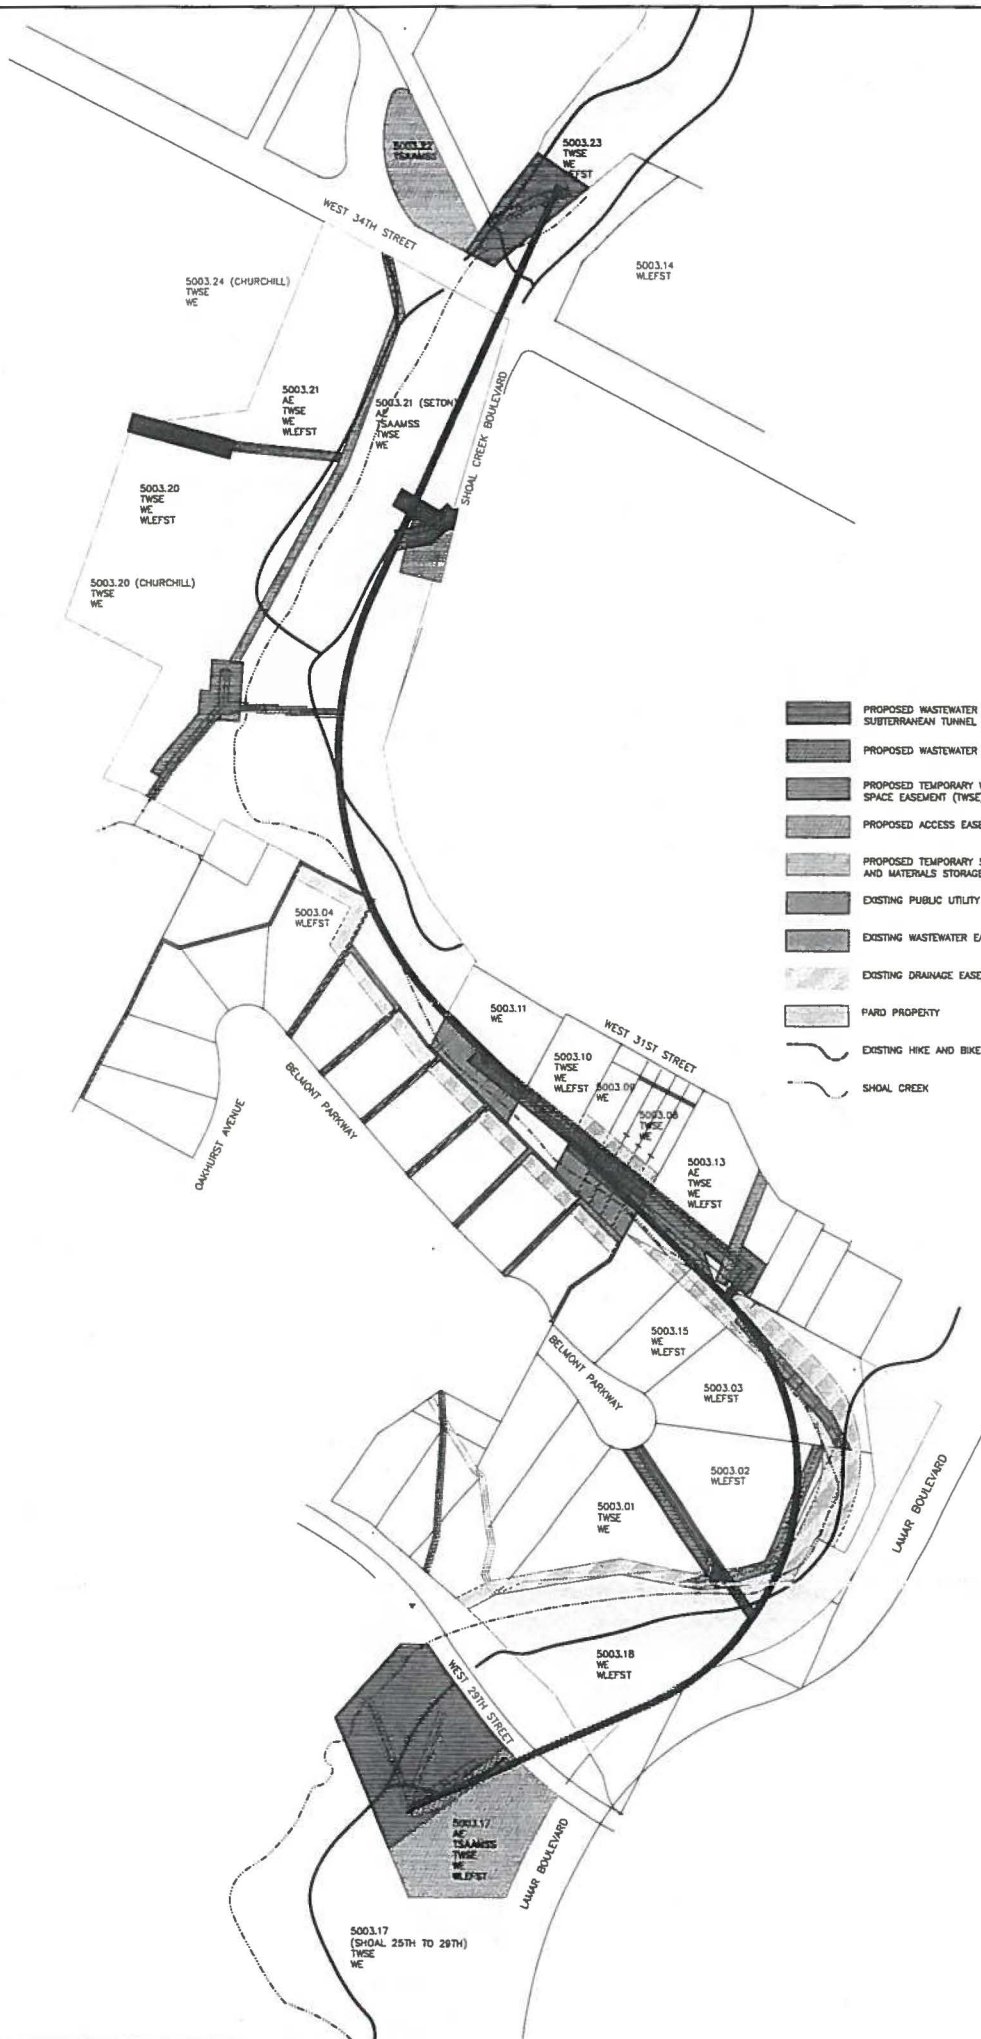 5003.22
TSAAMSS
5003.23
TWSE
WE
WLEFST
WEST 34TH STREET
5003.14
WLEFST
5003.24 (CHURCHILL)
TWSE
WE
5003.21
AE
TWSE
WE
WLEFST
5003.21 (SETON)
AE
TSAAMSS
TWSE
WE
SHOAL CREEK BOULEVARD
5003.20
TWSE
WE
WLEFST
5003.20 (CHURCHILL)
TWSE
WE
PROPOSED WASTEWATER
SUBTERRANEAN TUNNEL
PROPOSED WASTEWATER
PROPOSED TEMPORARY
SPACE EASEMENT (TWSE)
PROPOSED ACCESS EASE
PROPOSED TEMPORARY S
AND MATERIALS STORAGE
EXISTING PUBLIC UTILITY
EXISTING WASTEWATER EA
EXISTING DRAINAGE EASE
PARD PROPERTY
EXISTING HIKE AND BIKE
SHOAL CREEK
5003.04
WLEFST
5003.11
WE
WEST 31ST STREET
5003.10
TWSE
WE
WLEFST
5003.09
WE
5003.08
TWSE
WE
5003.13
AE
TWSE
WE
WLEFST
BELMONT PARKWAY
OAKHURST AVENUE
5003.15
WE
WLEFST
BELMONT PARKWAY
5003.03
WLEFST
5003.02
WLEFST
5003.01
TWSE
WE
LAMAR BOULEVARD
5003.18
WE
WLEFST
WEST 29TH STREET
5003.17
AE
TSAAMSS
TWSE
WE
WLEFST
LAMAR BOULEVARD
5003.17
(SHOAL 25TH TO 29TH)
TWSE
WE